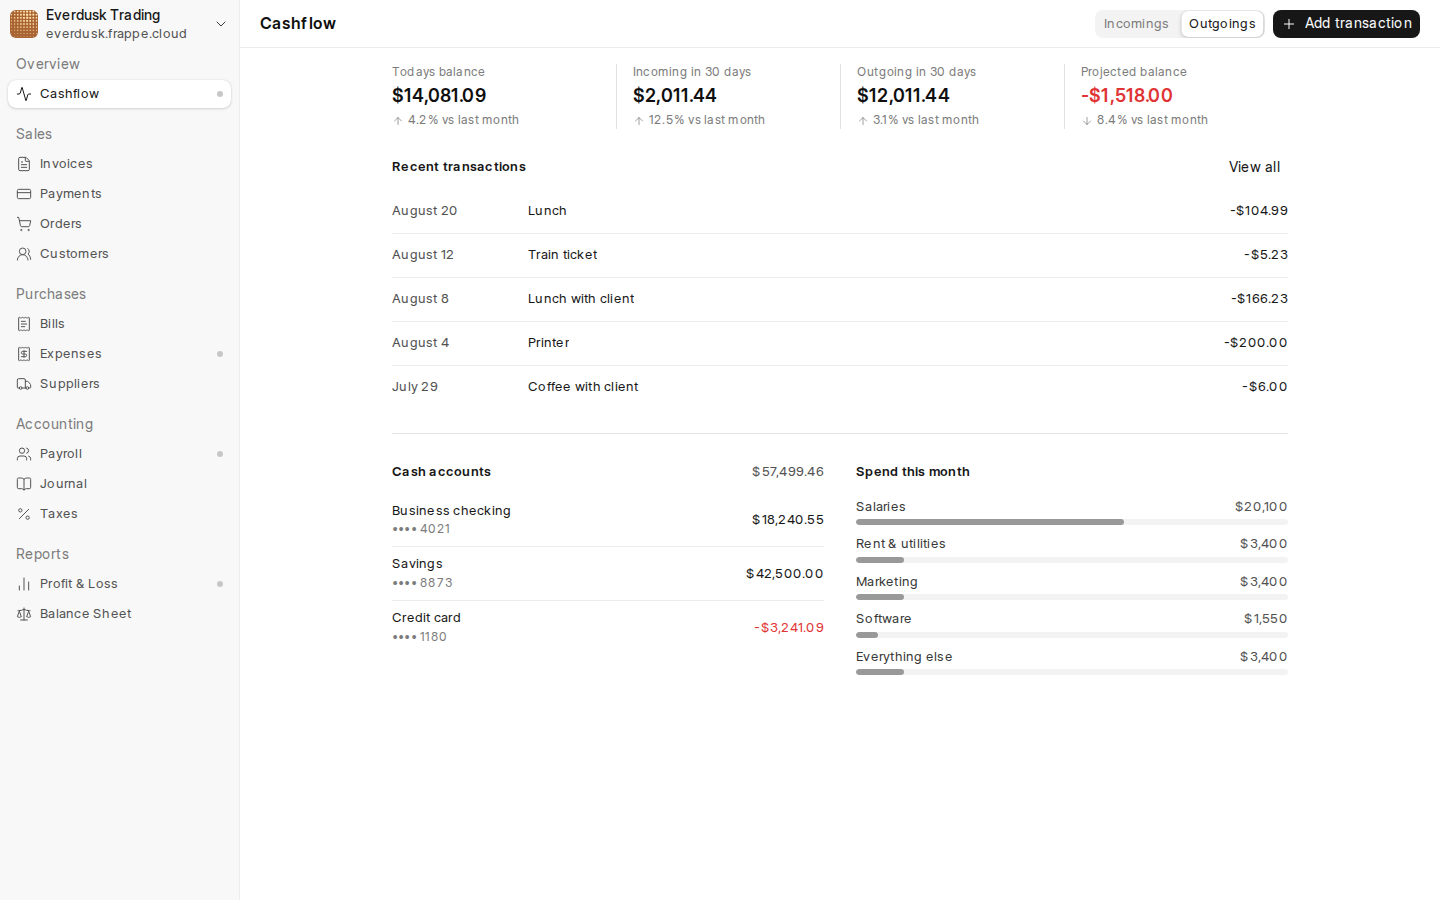 Everdusk Trading
everdusk.frappe.cloud
Overview
Cashflow
Sales
Invoices
Payments
Orders
Customers
Purchases
Bills
Expenses
Suppliers
Accounting
Payroll
Journal
Taxes
Reports
Profit & Loss
Balance Sheet
Cashflow
Incomings
Outgoings
Add transaction
Todays balance
$14,081.09
4.2% vs last month
Incoming in 30 days
$2,011.44
12.5% vs last month
Outgoing in 30 days
$12,011.44
3.1% vs last month
Projected balance
-$1,518.00
8.4% vs last month
Recent transactions
View all
August 20 Lunch -$104.99
August 12 Train ticket -$5.23
August 8 Lunch with client -$166.23
August 4 Printer -$200.00
July 29 Coffee with client -$6.00
Cash accounts $57,499.46
Business checking
•••• 4021
$18,240.55
Savings
•••• 8873
$42,500.00
Credit card
•••• 1180
-$3,241.09
Spend this month
Salaries $20,100
Rent & utilities $3,400
Marketing $3,400
Software $1,550
Everything else $3,400